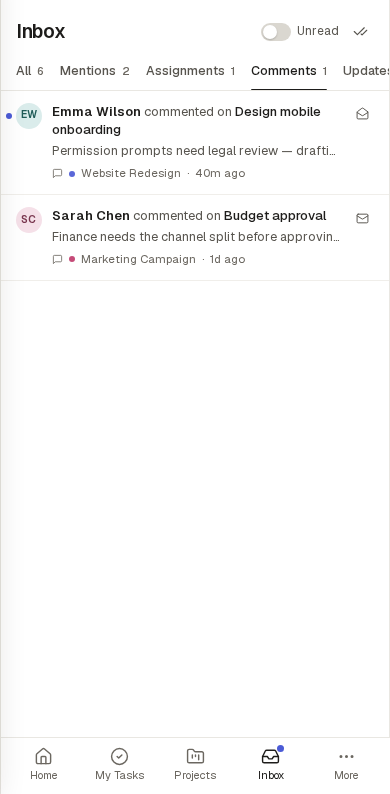 Inbox
Unread
All 6 Mentions 2 Assignments 1 Comments 1 Updates
EW
Emma Wilson commented on Design mobile
onboarding
Permission prompts need legal review — drafti…
Website Redesign · 40m ago
SC
Sarah Chen commented on Budget approval
Finance needs the channel split before approvin…
Marketing Campaign · 1d ago
Home My Tasks Projects Inbox More